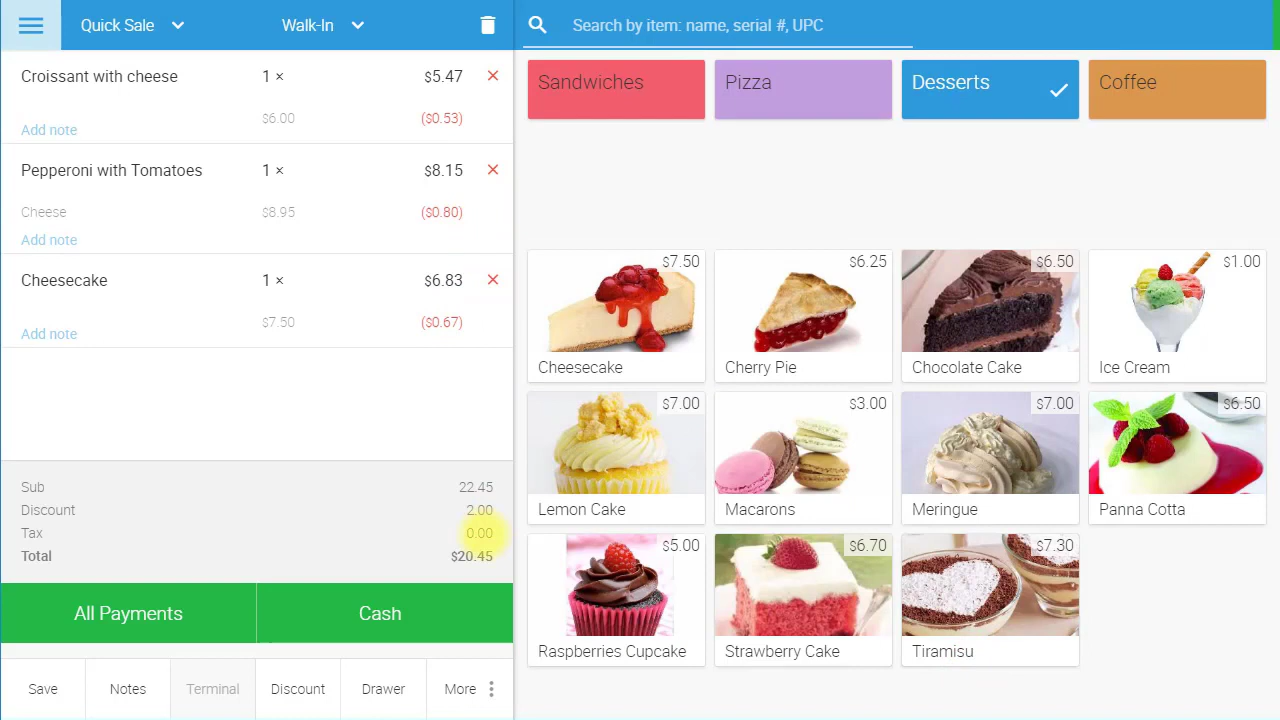 Quick Sale
Walk-In
Search by item: name, serial #, UPC
Croissant with cheese 1 × $5.47 ×
$6.00 ($0.53)
Add note
Pepperoni with Tomatoes 1 × $8.15 ×
Cheese $8.95 ($0.80)
Add note
Cheesecake 1 × $6.83 ×
$7.50 ($0.67)
Add note
Sub 22.45
Discount 2.00
Tax 0.00
Total $20.45
All Payments Cash
Save Notes Terminal Discount Drawer More
Sandwiches Pizza Desserts Coffee
$7.50 $6.25 $6.50 $1.00
Cheesecake Cherry Pie Chocolate Cake Ice Cream
$7.00 $3.00 $7.00 $6.50
Lemon Cake Macarons Meringue Panna Cotta
$5.00 $6.70 $7.30
Raspberries Cupcake Strawberry Cake Tiramisu